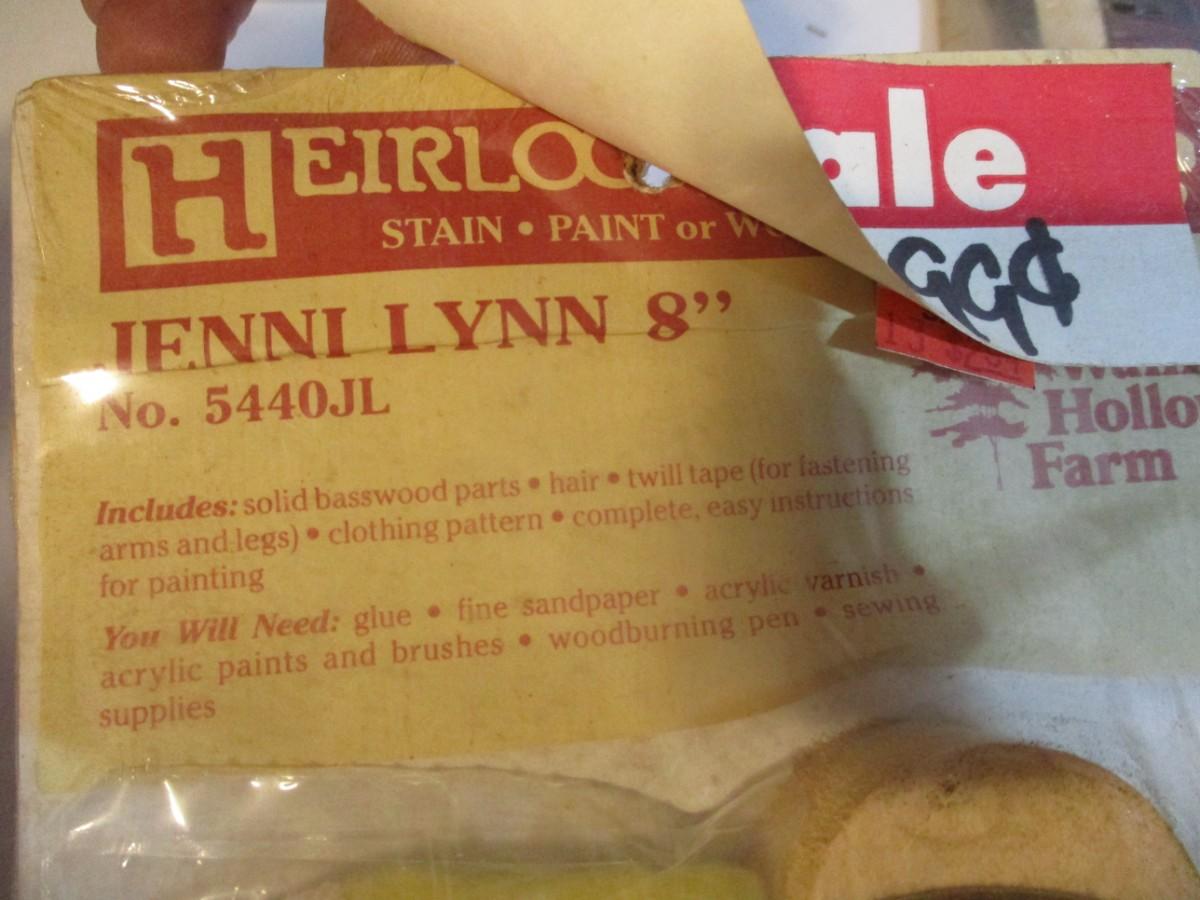 H EIRLOO
ale
STAIN • PAINT or W
99¢
JENNI LYNN 8”
No. 5440JL
Hollo
Farm
Includes: solid basswood parts • hair • twill tape (for fastening
arms and legs) • clothing pattern • complete, easy instructions
for painting
You Will Need: glue • fine sandpaper • acrylic varnish •
acrylic paints and brushes • woodburning pen • sewing
supplies